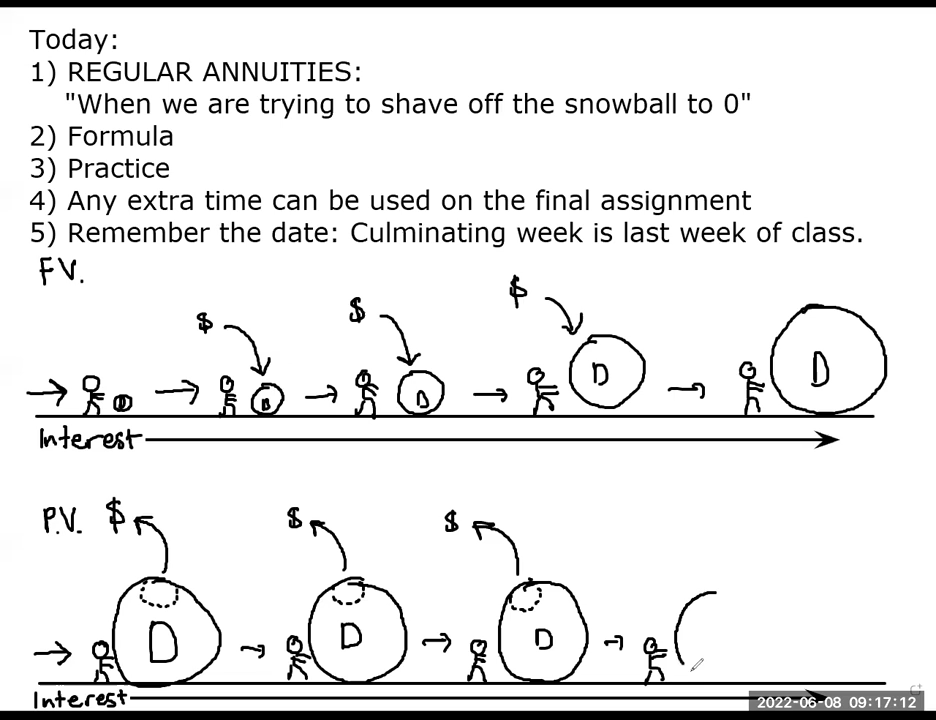 Today:
1) REGULAR ANNUITIES:
"When we are trying to shave off the snowball to 0"
2) Formula
3) Practice
4) Any extra time can be used on the final assignment
5) Remember the date: Culminating week is last week of class.
F.V.
$ $ $
D D D D D
Interest
P.V. $ $ $
D D D
Interest
2022-06-08 09:17:12